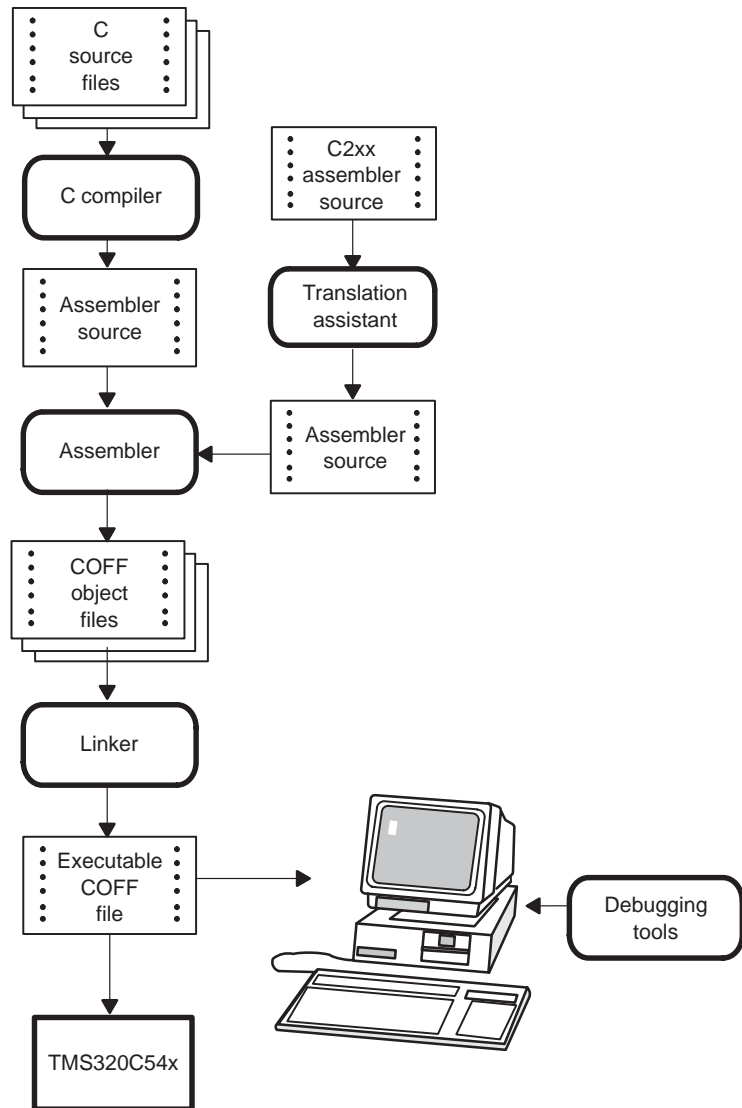 C
source
files
C compiler
C2xx
assembler
source
Assembler
source
Translation
assistant
Assembler
Assembler
source
COFF
object
files
Linker
Executable
COFF
file
Debugging
tools
TMS320C54x